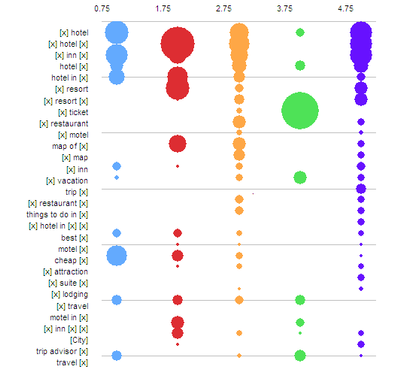 0.75 1.75 2.75 3.75 4.75
[x] hotel
[x] hotel [x]
[x] inn [x]
hotel [x]
hotel in [x]
[x] resort
[x] resort [x]
[x] ticket
[x] restaurant
[x] motel
map of [x]
[x] map
[x] inn
[x] vacation
trip [x]
[x] restaurant [x]
things to do in [x]
[x] hotel in [x] [x]
best [x]
motel [x]
cheap [x]
[x] attraction
[x] suite [x]
[x] lodging
[x] travel
motel in [x]
[x] inn [x] [x]
[City]
trip advisor [x]
travel [x]